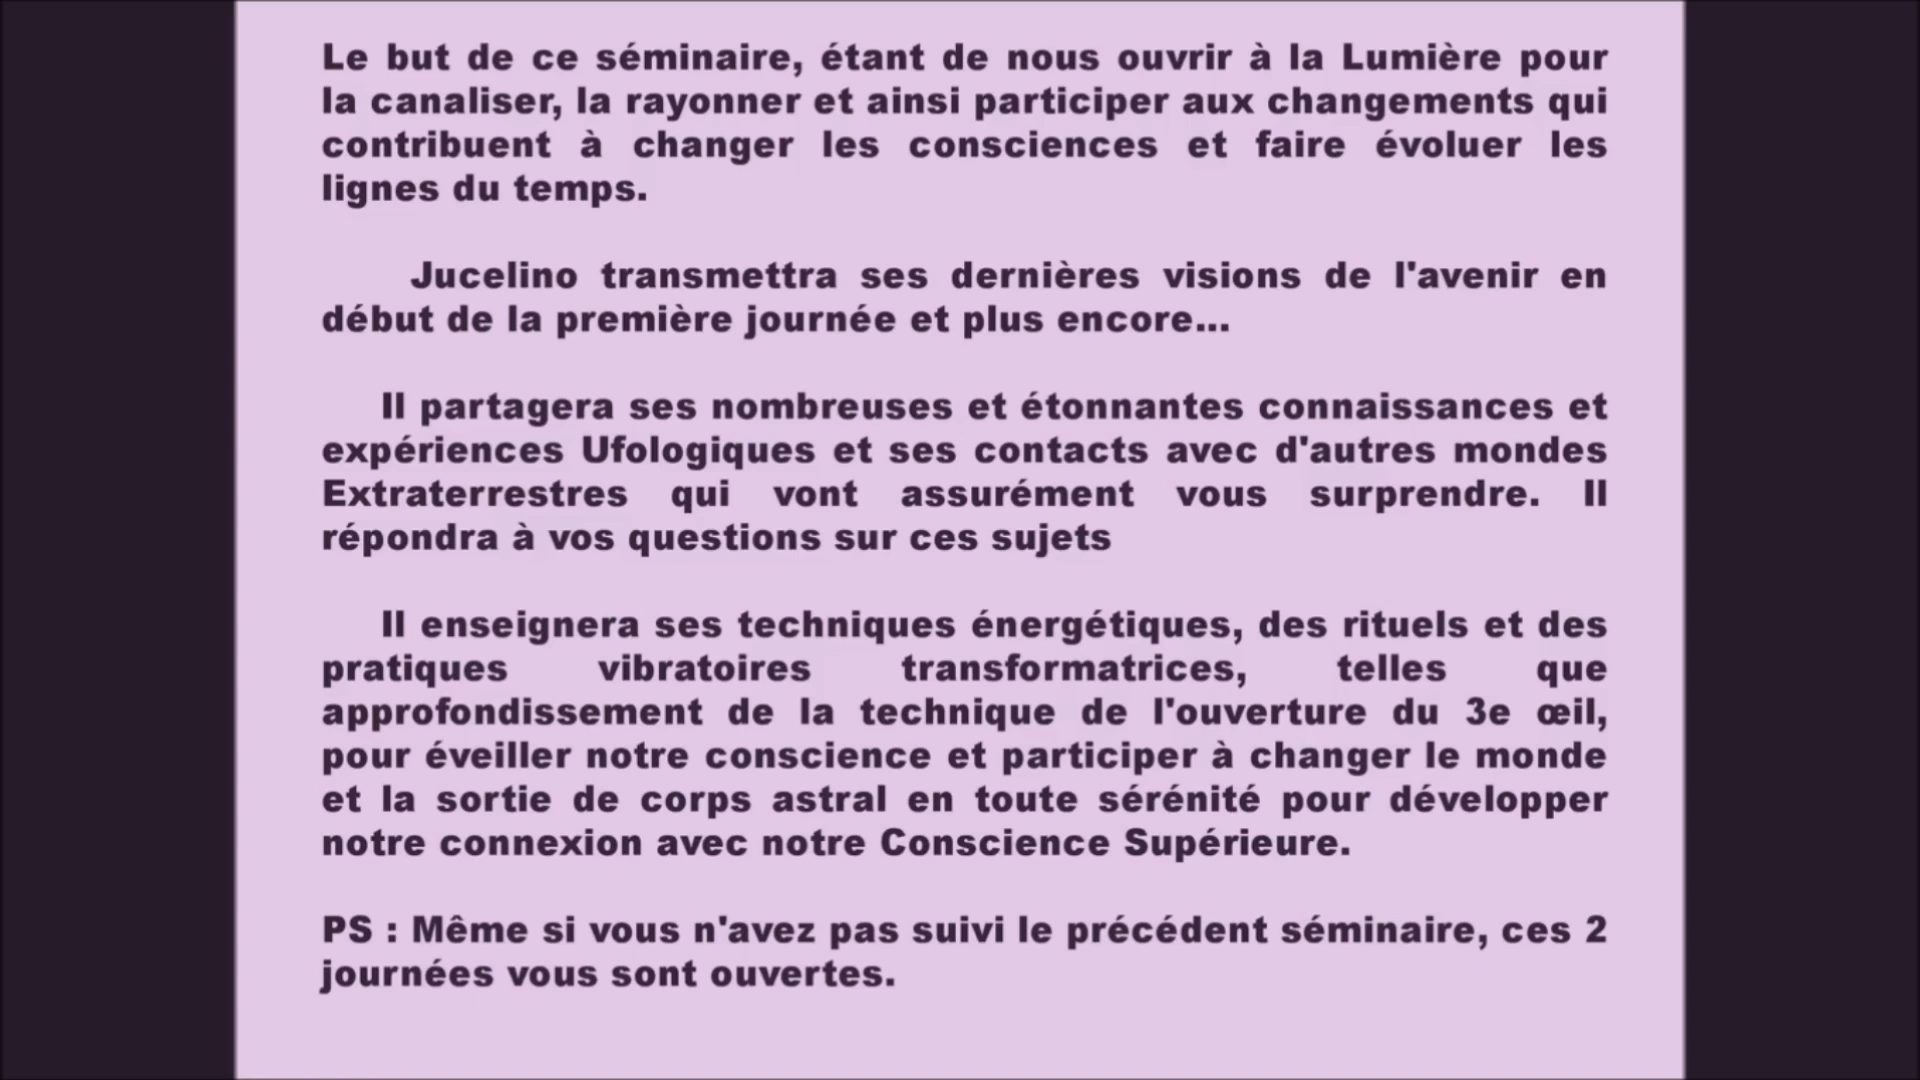 Le but de ce séminaire, étant de nous ouvrir à la Lumière pour
la canaliser, la rayonner et ainsi participer aux changements qui
contribuent à changer les consciences et faire évoluer les
lignes du temps.
Jucelino transmettra ses dernières visions de l'avenir en
début de la première journée et plus encore...
Il partagera ses nombreuses et étonnantes connaissances et
expériences Ufologiques et ses contacts avec d'autres mondes
Extraterrestres qui vont assurément vous surprendre. Il
répondra à vos questions sur ces sujets
Il enseignera ses techniques énergétiques, des rituels et des
pratiques vibratoires transformatrices, telles que
approfondissement de la technique de l'ouverture du 3e œil,
pour éveiller notre conscience et participer à changer le monde
et la sortie de corps astral en toute sérénité pour développer
notre connexion avec notre Conscience Supérieure.
PS : Même si vous n'avez pas suivi le précédent séminaire, ces 2
journées vous sont ouvertes.